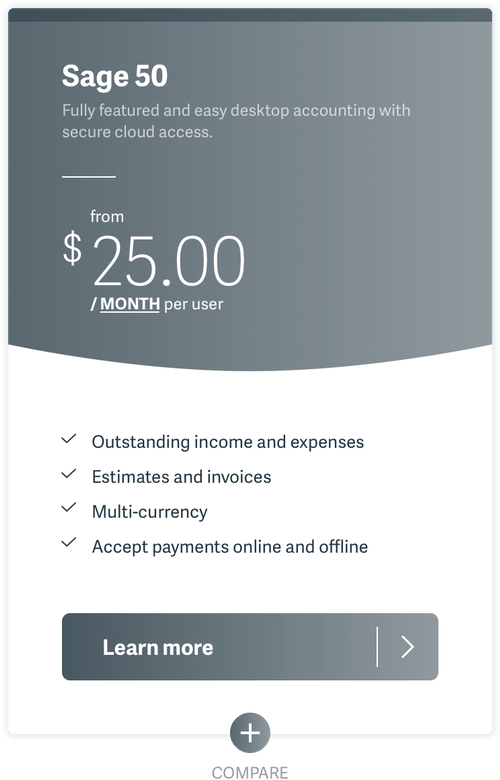 Sage 50
Fully featured and easy desktop accounting with
secure cloud access.
from
$ 25.00
/ MONTH per user
Outstanding income and expenses
Estimates and invoices
Multi-currency
Accept payments online and offline
Learn more
COMPARE